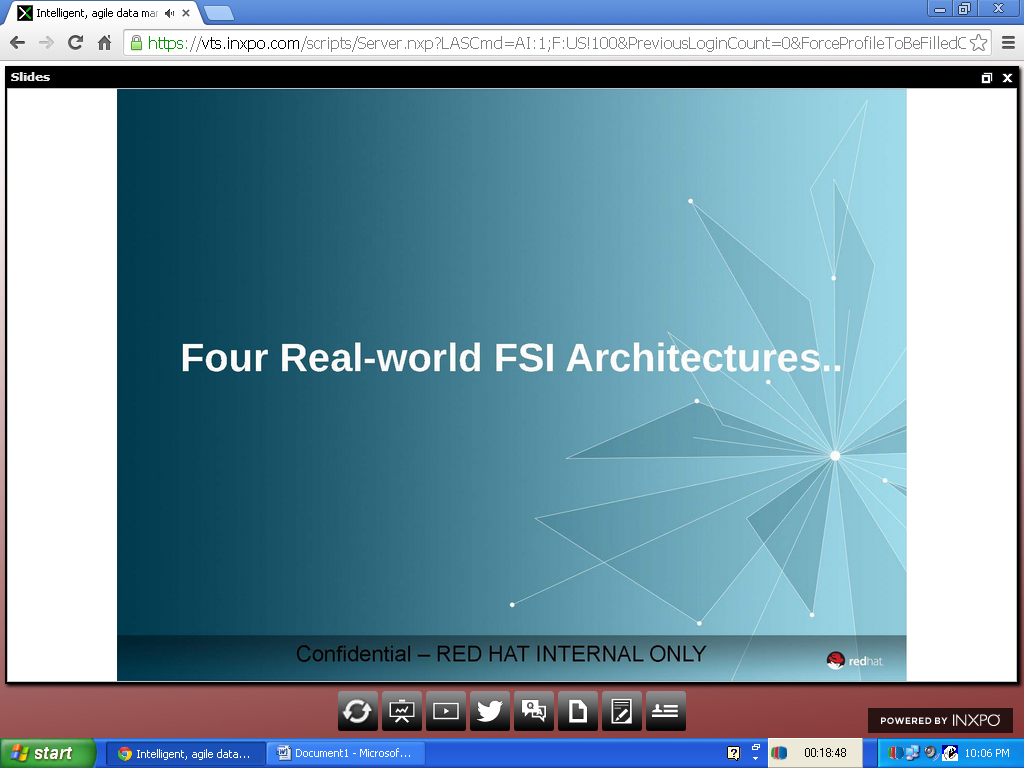 Intelligent, agile data mar
https://vts.inxpo.com/scripts/Server.nxp?LASCmd=AI:1;F:US!100&PreviousLoginCount=0&ForceProfileToBeFilledO
Slides
Four Real-world FSI Architectures..
Confidential – RED HAT INTERNAL ONLY
redhat
POWERED BY INXPO
start
Intelligent, agile data...
Document1 - Microsof...
00:18:48
10:06 PM